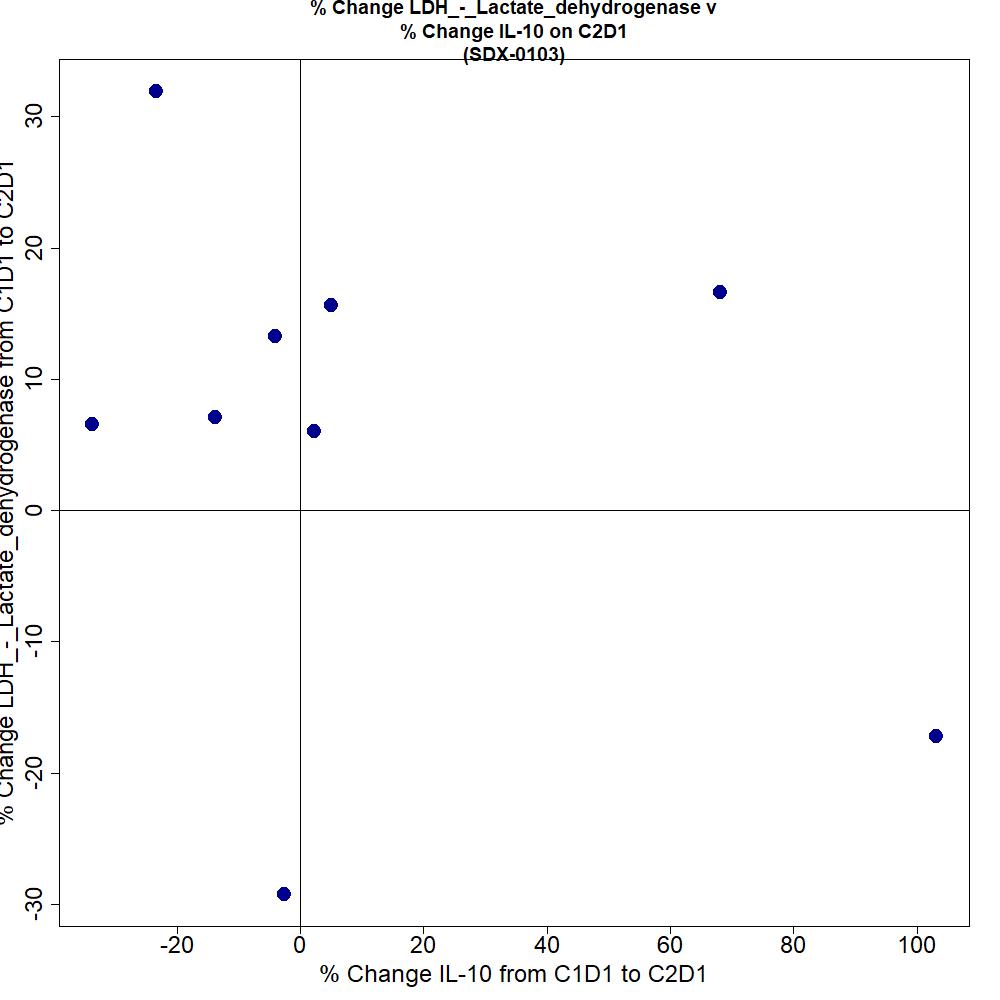 % Change LDH_-_Lactate_dehydrogenase v
% Change IL-10 on C2D1
(SDX-0103)
% Change LDH_-_Lactate_dehydrogenase from C1D1 to C2D1
30
20
10
0
-10
-20
-30
-20 0 20 40 60 80 100
% Change IL-10 from C1D1 to C2D1